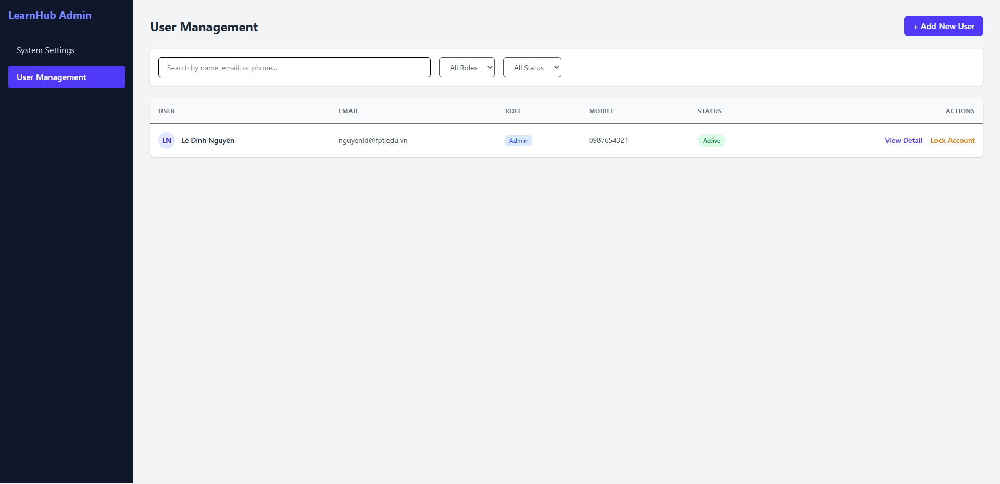 LearnHub Admin
System Settings
User Management
User Management
+ Add New User
Search by name, email, or phone...
All Roles
All Status
USER EMAIL ROLE MOBILE STATUS ACTIONS
LN Lê Đình Nguyên nguyenld@fpt.edu.vn Admin 0987654321 Active View Detail Lock Account